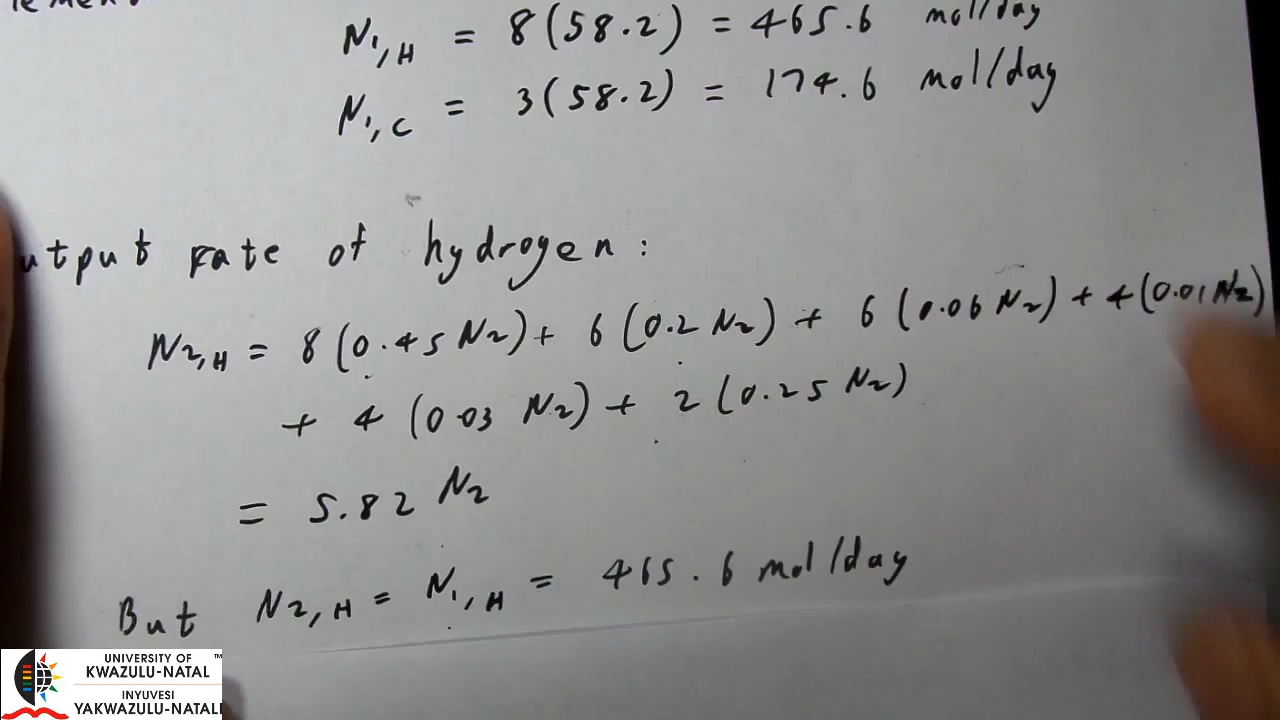 N1,H = 8(58.2) = 465.6 mol/day
N1,C = 3(58.2) = 174.6 mol/day
utput rate of hydrogen:
N2,H = 8(0.45 N2) + 6(0.2 N2) + 6(0.06 N2) + 4(0.01 N2)
+ 4(0.03 N2) + 2(0.25 N2)
= 5.82 N2
But N2,H = N1,H = 465.6 mol/day
UNIVERSITY OF ™
KWAZULU-NATAL
INYUVESI
YAKWAZULU-NATALI